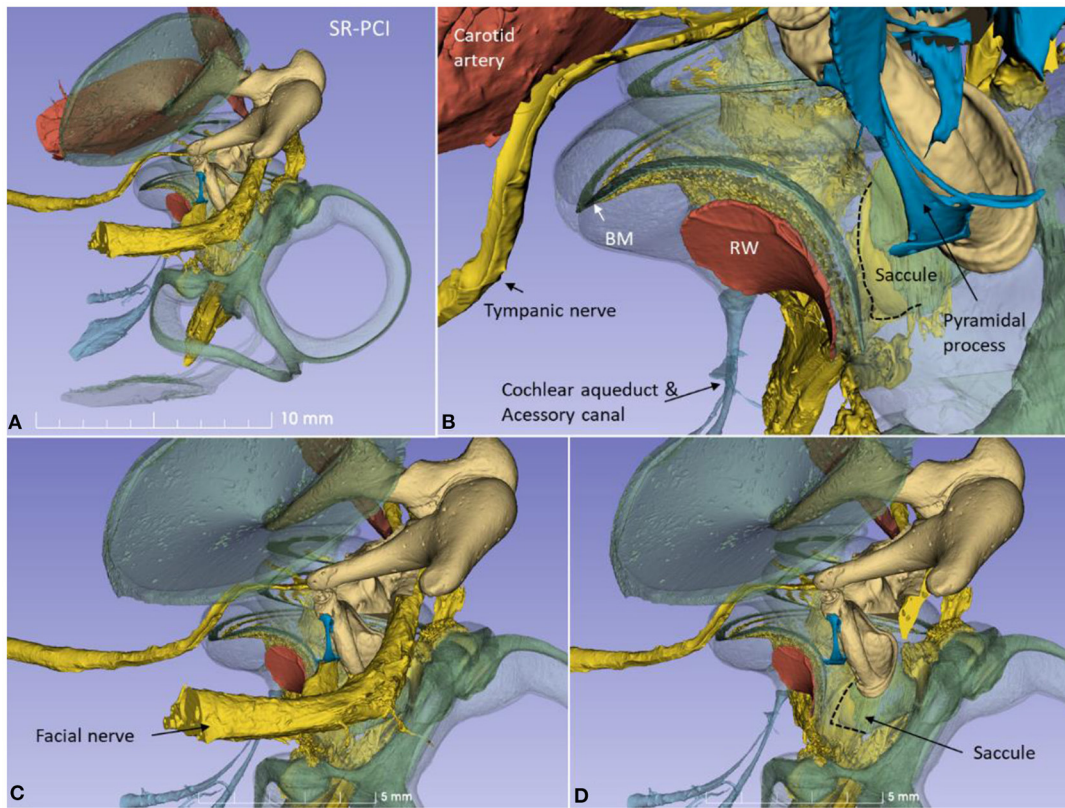 SR-PCI
10 mm
A
Carotid
artery
BM
RW
Saccule
Tympanic nerve
Pyramidal
process
Cochlear aqueduct &
Acessory canal
B
Facial nerve
5 mm
C
Saccule
5 mm
D